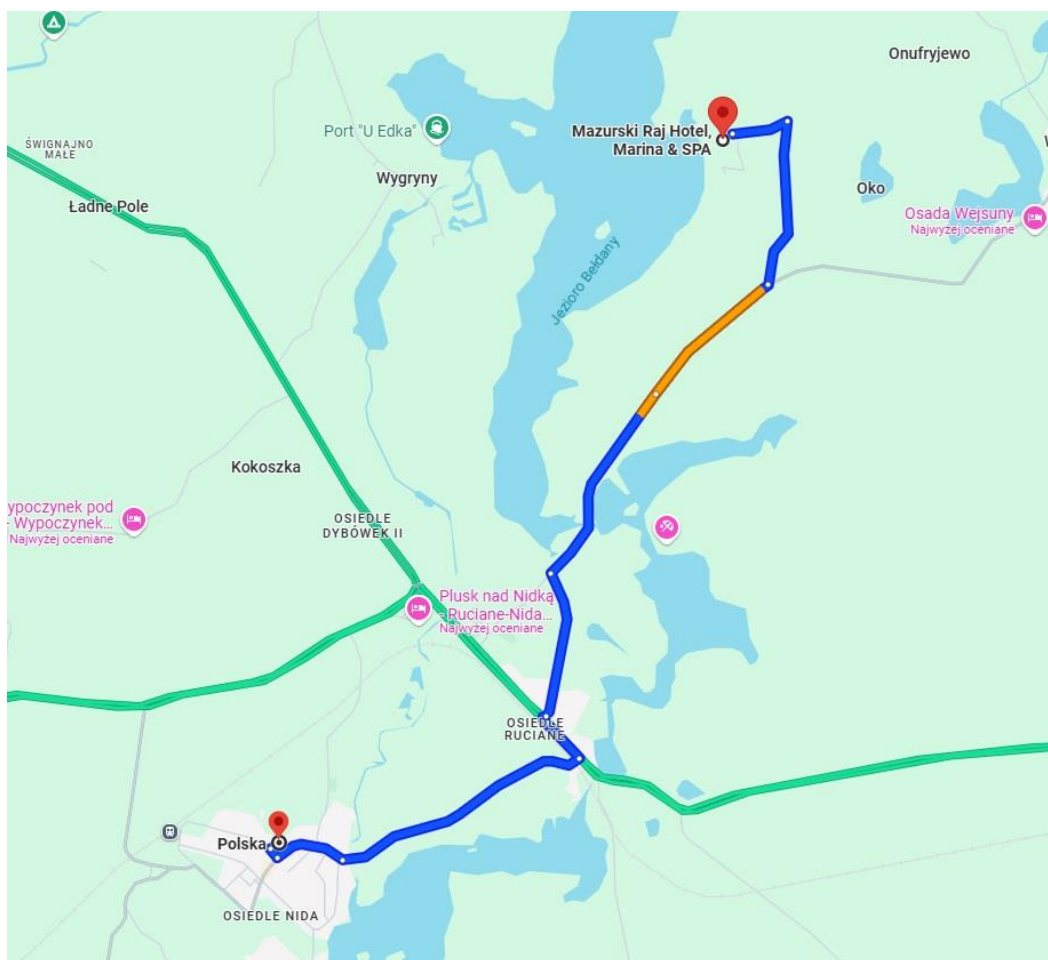 Onufryjewo
Port "U Edka"
Mazurski Raj Hotel,
Marina & SPA
ŚWIGNAJNO
MAŁE
Wygryny
Oko
Ładne Pole
Osada Wejsuny
Najwyżej oceniane
Jezioro Bełdany
Kokoszka
Wypoczynek...
Najwyżej oceniane
OSIEDLE
DYBÓWEK II
Plusk nad Nidką
- Ruciane-Nida...
Najwyżej oceniane
OSIEDLE
RUCIANE
Polska
OSIEDLE NIDA